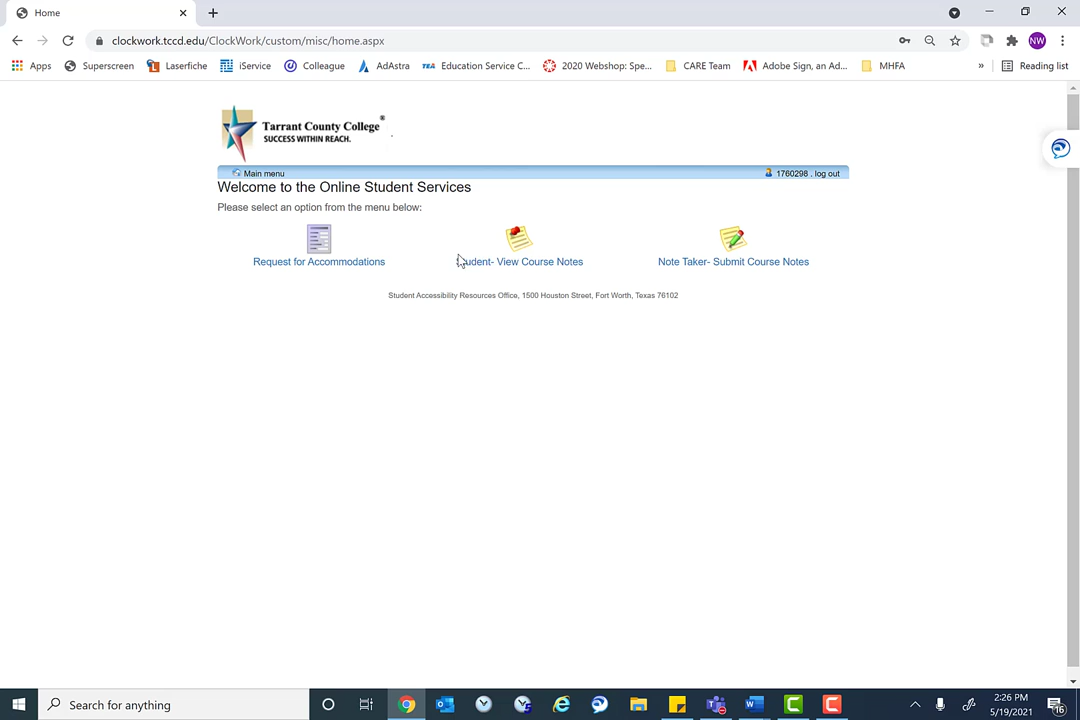 Home
clockwork.tccd.edu/ClockWork/custom/misc/home.aspx
NW
Apps Superscreen Laserfiche iService Colleague AdAstra TEA Education Service C... 2020 Webshop: Spe... CARE Team Adobe Sign, an Ad... MHFA » Reading list
Tarrant County College®
SUCCESS WITHIN REACH.
Main menu 1760298 , log out
Welcome to the Online Student Services
Please select an option from the menu below:
Request for Accommodations Student- View Course Notes Note Taker- Submit Course Notes
Student Accessibility Resources Office, 1500 Houston Street, Fort Worth, Texas 76102
Search for anything
2:26 PM
5/19/2021
16